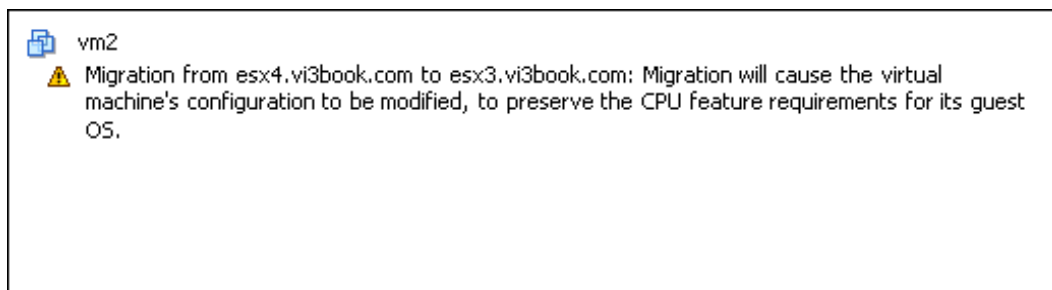 vm2
Migration from esx4.vi3book.com to esx3.vi3book.com: Migration will cause the virtual
machine's configuration to be modified, to preserve the CPU feature requirements for its guest
OS.